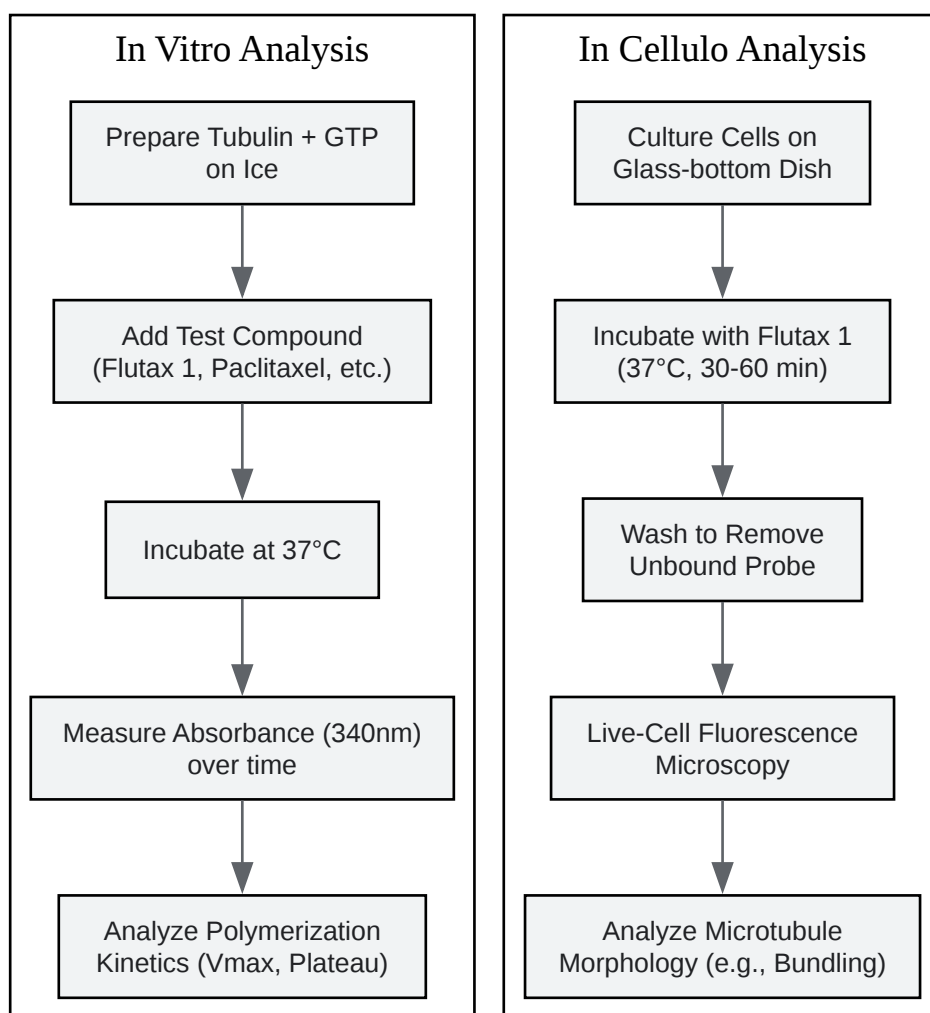 In Vitro Analysis
Prepare Tubulin + GTP
on Ice
Add Test Compound
(Flutax 1, Paclitaxel, etc.)
Incubate at 37°C
Measure Absorbance (340nm)
over time
Analyze Polymerization
Kinetics (Vmax, Plateau)
In Cellulo Analysis
Culture Cells on
Glass-bottom Dish
Incubate with Flutax 1
(37°C, 30-60 min)
Wash to Remove
Unbound Probe
Live-Cell Fluorescence
Microscopy
Analyze Microtubule
Morphology (e.g., Bundling)